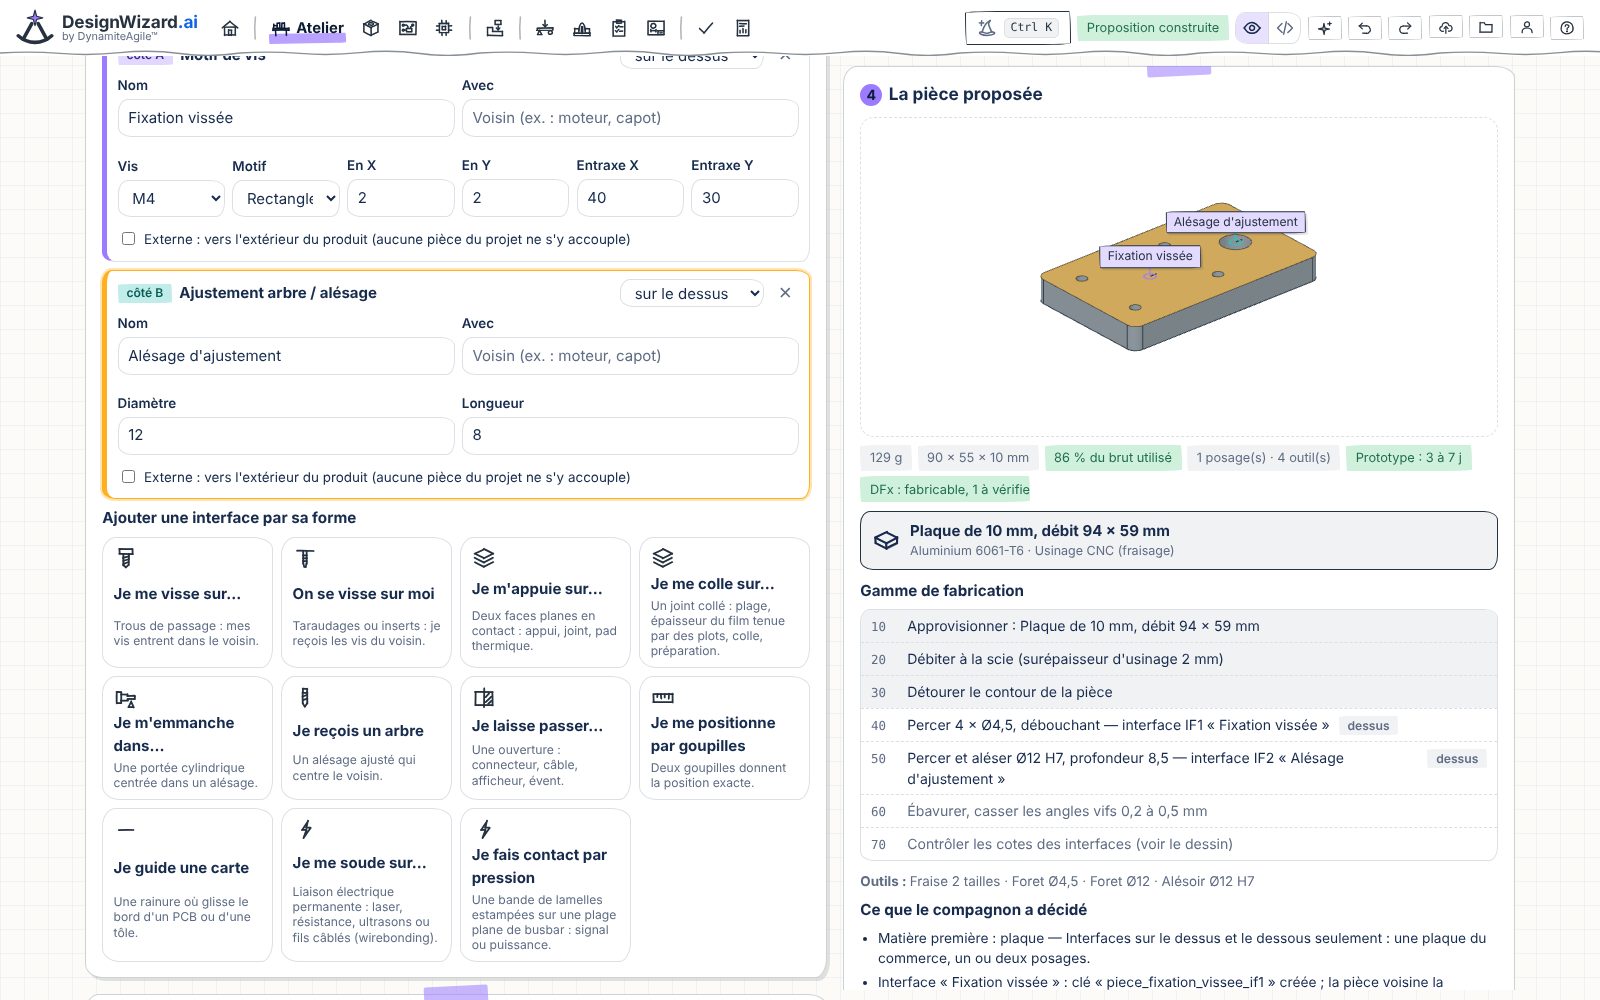 DesignWizard.ai
by DynamiteAgile™
Atelier
Ctrl K
Proposition construite
côté A
Motif de vis
sur le dessus
Nom
Avec
Fixation vissée
Voisin (ex. : moteur, capot)
Vis
Motif
En X
En Y
Entraxe X
Entraxe Y
M4
Rectangle
2
2
40
30
Externe : vers l'extérieur du produit (aucune pièce du projet ne s'y accouple)
côté B
Ajustement arbre / alésage
sur le dessus
Nom
Avec
Alésage d'ajustement
Voisin (ex. : moteur, capot)
Diamètre
Longueur
12
8
Externe : vers l'extérieur du produit (aucune pièce du projet ne s'y accouple)
Ajouter une interface par sa forme
Je me visse sur...
Trous de passage : mes
vis entrent dans le voisin.
On se visse sur moi
Taraudages ou inserts : je
reçois les vis du voisin.
Je m'appuie sur...
Deux faces planes en
contact : appui, joint, pad
thermique.
Je me colle sur...
Un joint collé : plage,
épaisseur du film tenue
par des plots, colle,
préparation.
Je m'emmanche
dans...
Une portée cylindrique
centrée dans un alésage.
Je reçois un arbre
Un alésage ajusté qui
centre le voisin.
Je laisse passer...
Une ouverture :
connecteur, câble,
afficheur, évent.
Je me positionne
par goupilles
Deux goupilles donnent
la position exacte.
Je guide une carte
Une rainure où glisse le
bord d'un PCB ou d'une
tôle.
Je me soude sur...
Liaison électrique
permanente : laser,
résistance, ultrasons ou
fils câblés (wirebonding).
Je fais contact par
pression
Une bande de lamelles
estampées sur une plage
plane de busbar : signal
ou puissance.
4 La pièce proposée
Alésage d'ajustement
Fixation vissée
129 g
90 × 55 × 10 mm
86 % du brut utilisé
1 posage(s) · 4 outil(s)
Prototype : 3 à 7 j
DFx : fabricable, 1 à vérifie
Plaque de 10 mm, débit 94 × 59 mm
Aluminium 6061-T6 · Usinage CNC (fraisage)
Gamme de fabrication
10 Approvisionner : Plaque de 10 mm, débit 94 × 59 mm
20 Débiter à la scie (surépaisseur d'usinage 2 mm)
30 Détourer le contour de la pièce
40 Percer 4 × Ø4,5, débouchant — interface IF1 « Fixation vissée » dessus
50 Percer et aléser Ø12 H7, profondeur 8,5 — interface IF2 « Alésage dessus
d'ajustement »
60 Ébavurer, casser les angles vifs 0,2 à 0,5 mm
70 Contrôler les cotes des interfaces (voir le dessin)
Outils : Fraise 2 tailles · Foret Ø4,5 · Foret Ø12 · Alésoir Ø12 H7
Ce que le compagnon a décidé
• Matière première : plaque — Interfaces sur le dessus et le dessous seulement : une plaque du
commerce, un ou deux posages.
• Interface « Fixation vissée » : clé « piece_fixation_vissee_if1 » créée ; la pièce voisine la